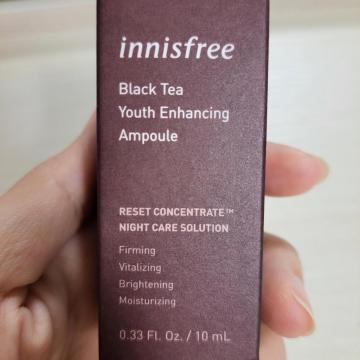 innisfree
Black Tea
Youth Enhancing
Ampoule
RESET CONCENTRATE™
NIGHT CARE SOLUTION
Firming
Vitalizing
Brightening
Moisturizing
0.33 Fl. Oz. / 10 mL